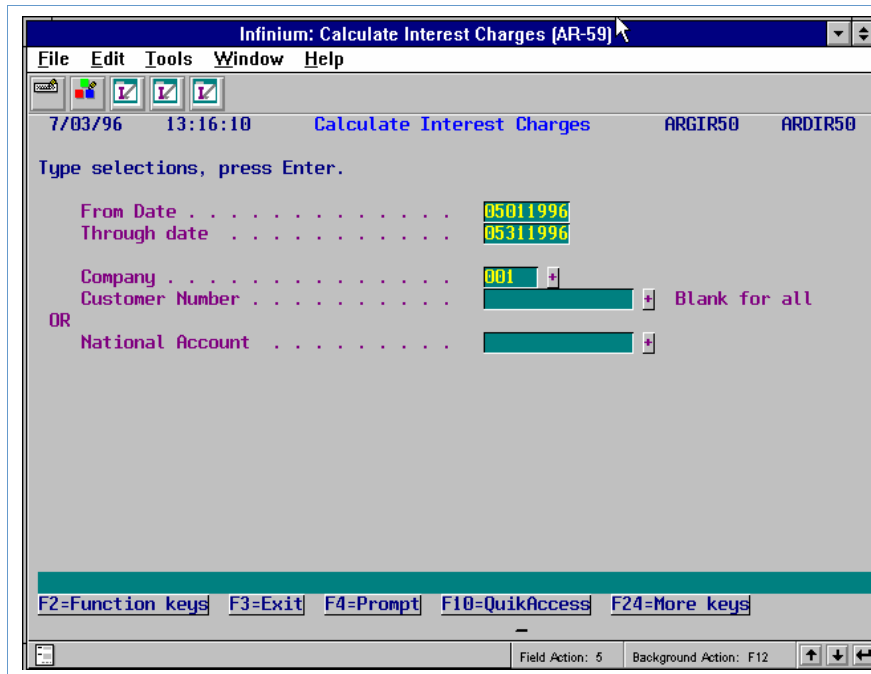 Infinium: Calculate Interest Charges (AR-59)
File Edit Tools Window Help
7/03/96 13:16:10 Calculate Interest Charges ARGIR50 ARDIR50
Type selections, press Enter.
From Date . . . . . . . . . . . . . 05011996
Through date . . . . . . . . . . . 05311996
Company . . . . . . . . . . . . . . 001 +
Customer Number . . . . . . . . . . + Blank for all
OR
National Account . . . . . . . . . +
F2=Function keys F3=Exit F4=Prompt F10=QuikAccess F24=More keys
Field Action: 5 Background Action: F12